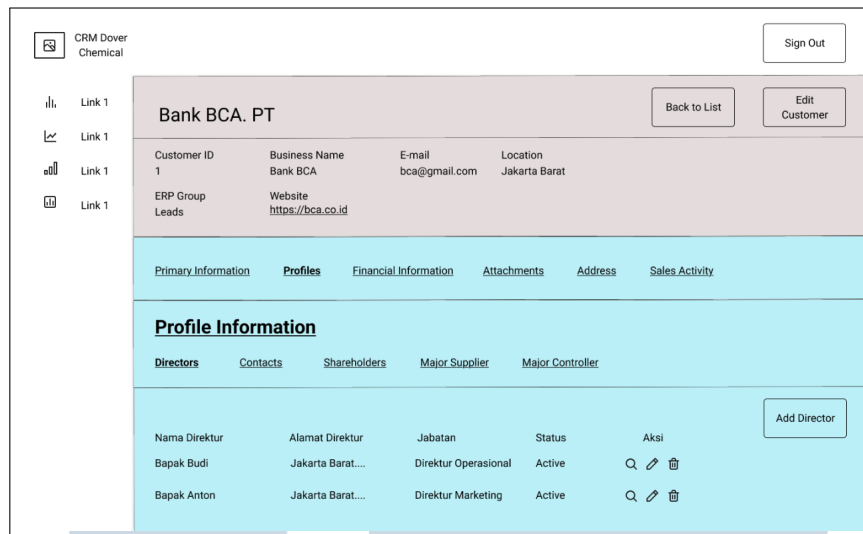 CRM Dover
Chemical
Sign Out
Link 1
Link 1
Link 1
Link 1
Bank BCA. PT
Back to List
Edit
Customer
Customer ID Business Name E-mail Location
1 Bank BCA bca@gmail.com Jakarta Barat
ERP Group Website
Leads https://bca.co.id
Primary Information Profiles Financial Information Attachments Address Sales Activity
Profile Information
Directors Contacts Shareholders Major Supplier Major Controller
Add Director
Nama Direktur Alamat Direktur Jabatan Status Aksi
Bapak Budi Jakarta Barat.... Direktur Operasional Active
Bapak Anton Jakarta Barat.... Direktur Marketing Active